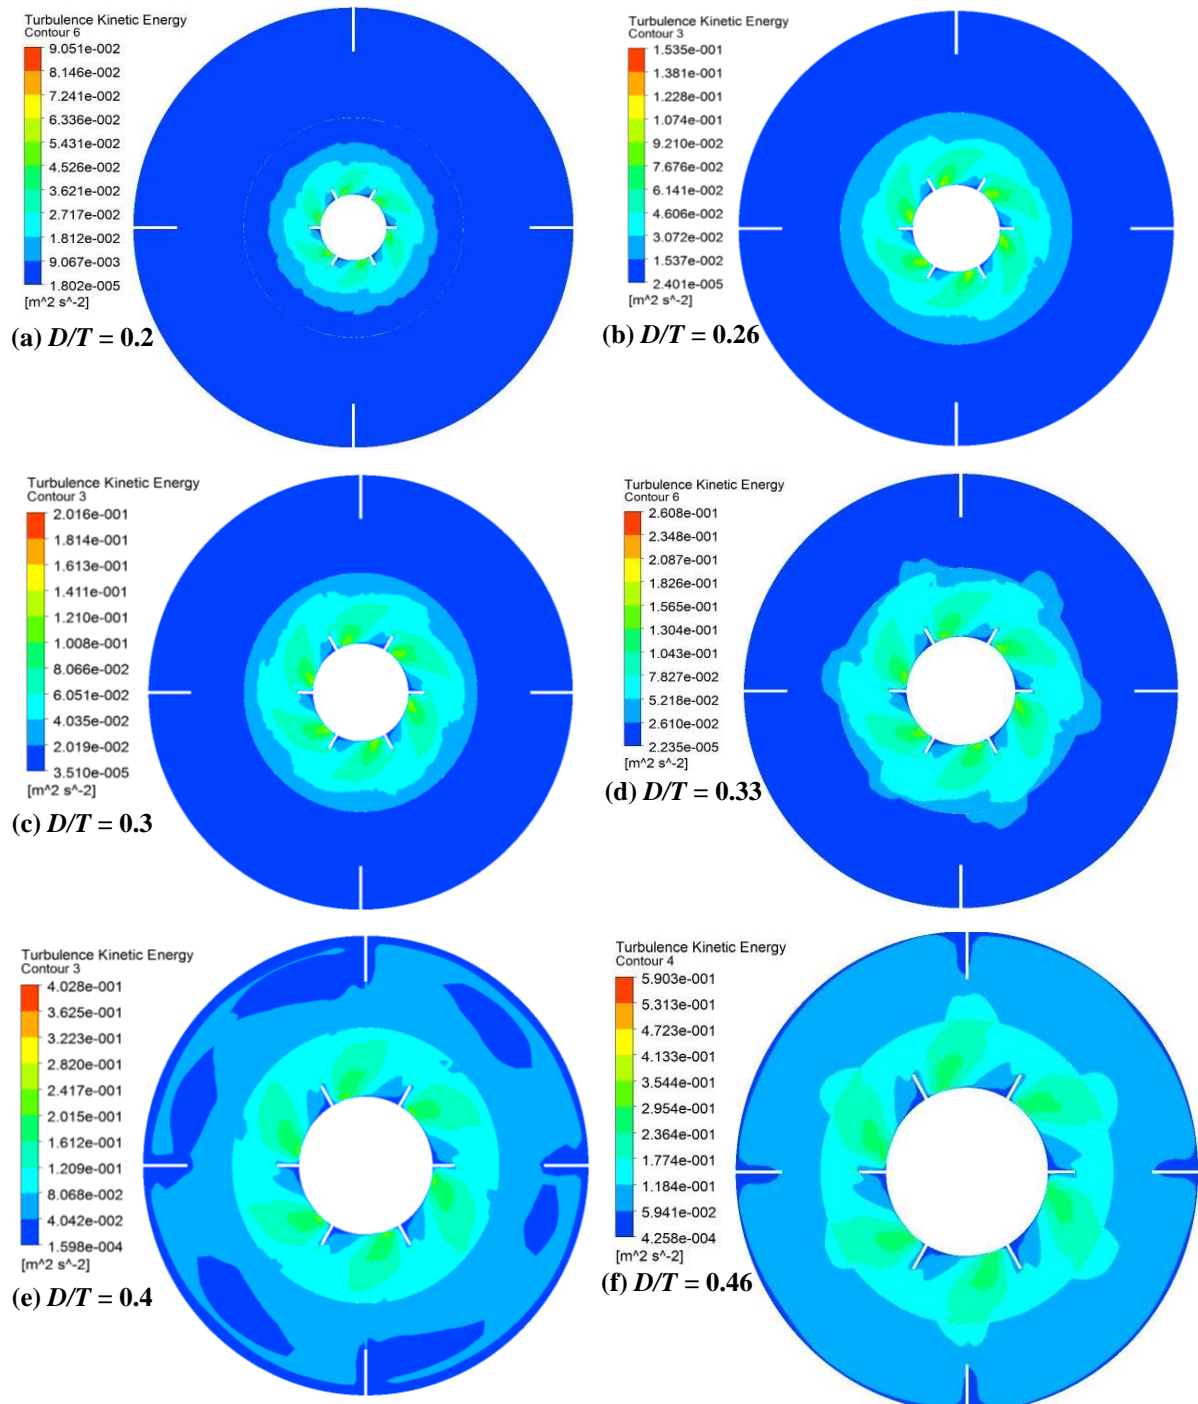 Turbulence Kinetic Energy
Contour 6
9.051e-002
8.146e-002
7.241e-002
6.336e-002
5.431e-002
4.526e-002
3.621e-002
2.717e-002
1.812e-002
9.067e-003
1.802e-005
[m^2 s^-2]
(a) D/T = 0.2
Turbulence Kinetic Energy
Contour 3
1.535e-001
1.381e-001
1.228e-001
1.074e-001
9.210e-002
7.676e-002
6.141e-002
4.606e-002
3.072e-002
1.537e-002
2.401e-005
[m^2 s^-2]
(b) D/T = 0.26
Turbulence Kinetic Energy
Contour 3
2.016e-001
1.814e-001
1.613e-001
1.411e-001
1.210e-001
1.008e-001
8.066e-002
6.051e-002
4.035e-002
2.019e-002
3.510e-005
[m^2 s^-2]
(c) D/T = 0.3
Turbulence Kinetic Energy
Contour 6
2.608e-001
2.348e-001
2.087e-001
1.826e-001
1.565e-001
1.304e-001
1.043e-001
7.827e-002
5.218e-002
2.610e-002
2.235e-005
[m^2 s^-2]
(d) D/T = 0.33
Turbulence Kinetic Energy
Contour 3
4.028e-001
3.625e-001
3.223e-001
2.820e-001
2.417e-001
2.015e-001
1.612e-001
1.209e-001
8.068e-002
4.042e-002
1.598e-004
[m^2 s^-2]
(e) D/T = 0.4
Turbulence Kinetic Energy
Contour 4
5.903e-001
5.313e-001
4.723e-001
4.133e-001
3.544e-001
2.954e-001
2.364e-001
1.774e-001
1.184e-001
5.941e-002
4.258e-004
[m^2 s^-2]
(f) D/T = 0.46